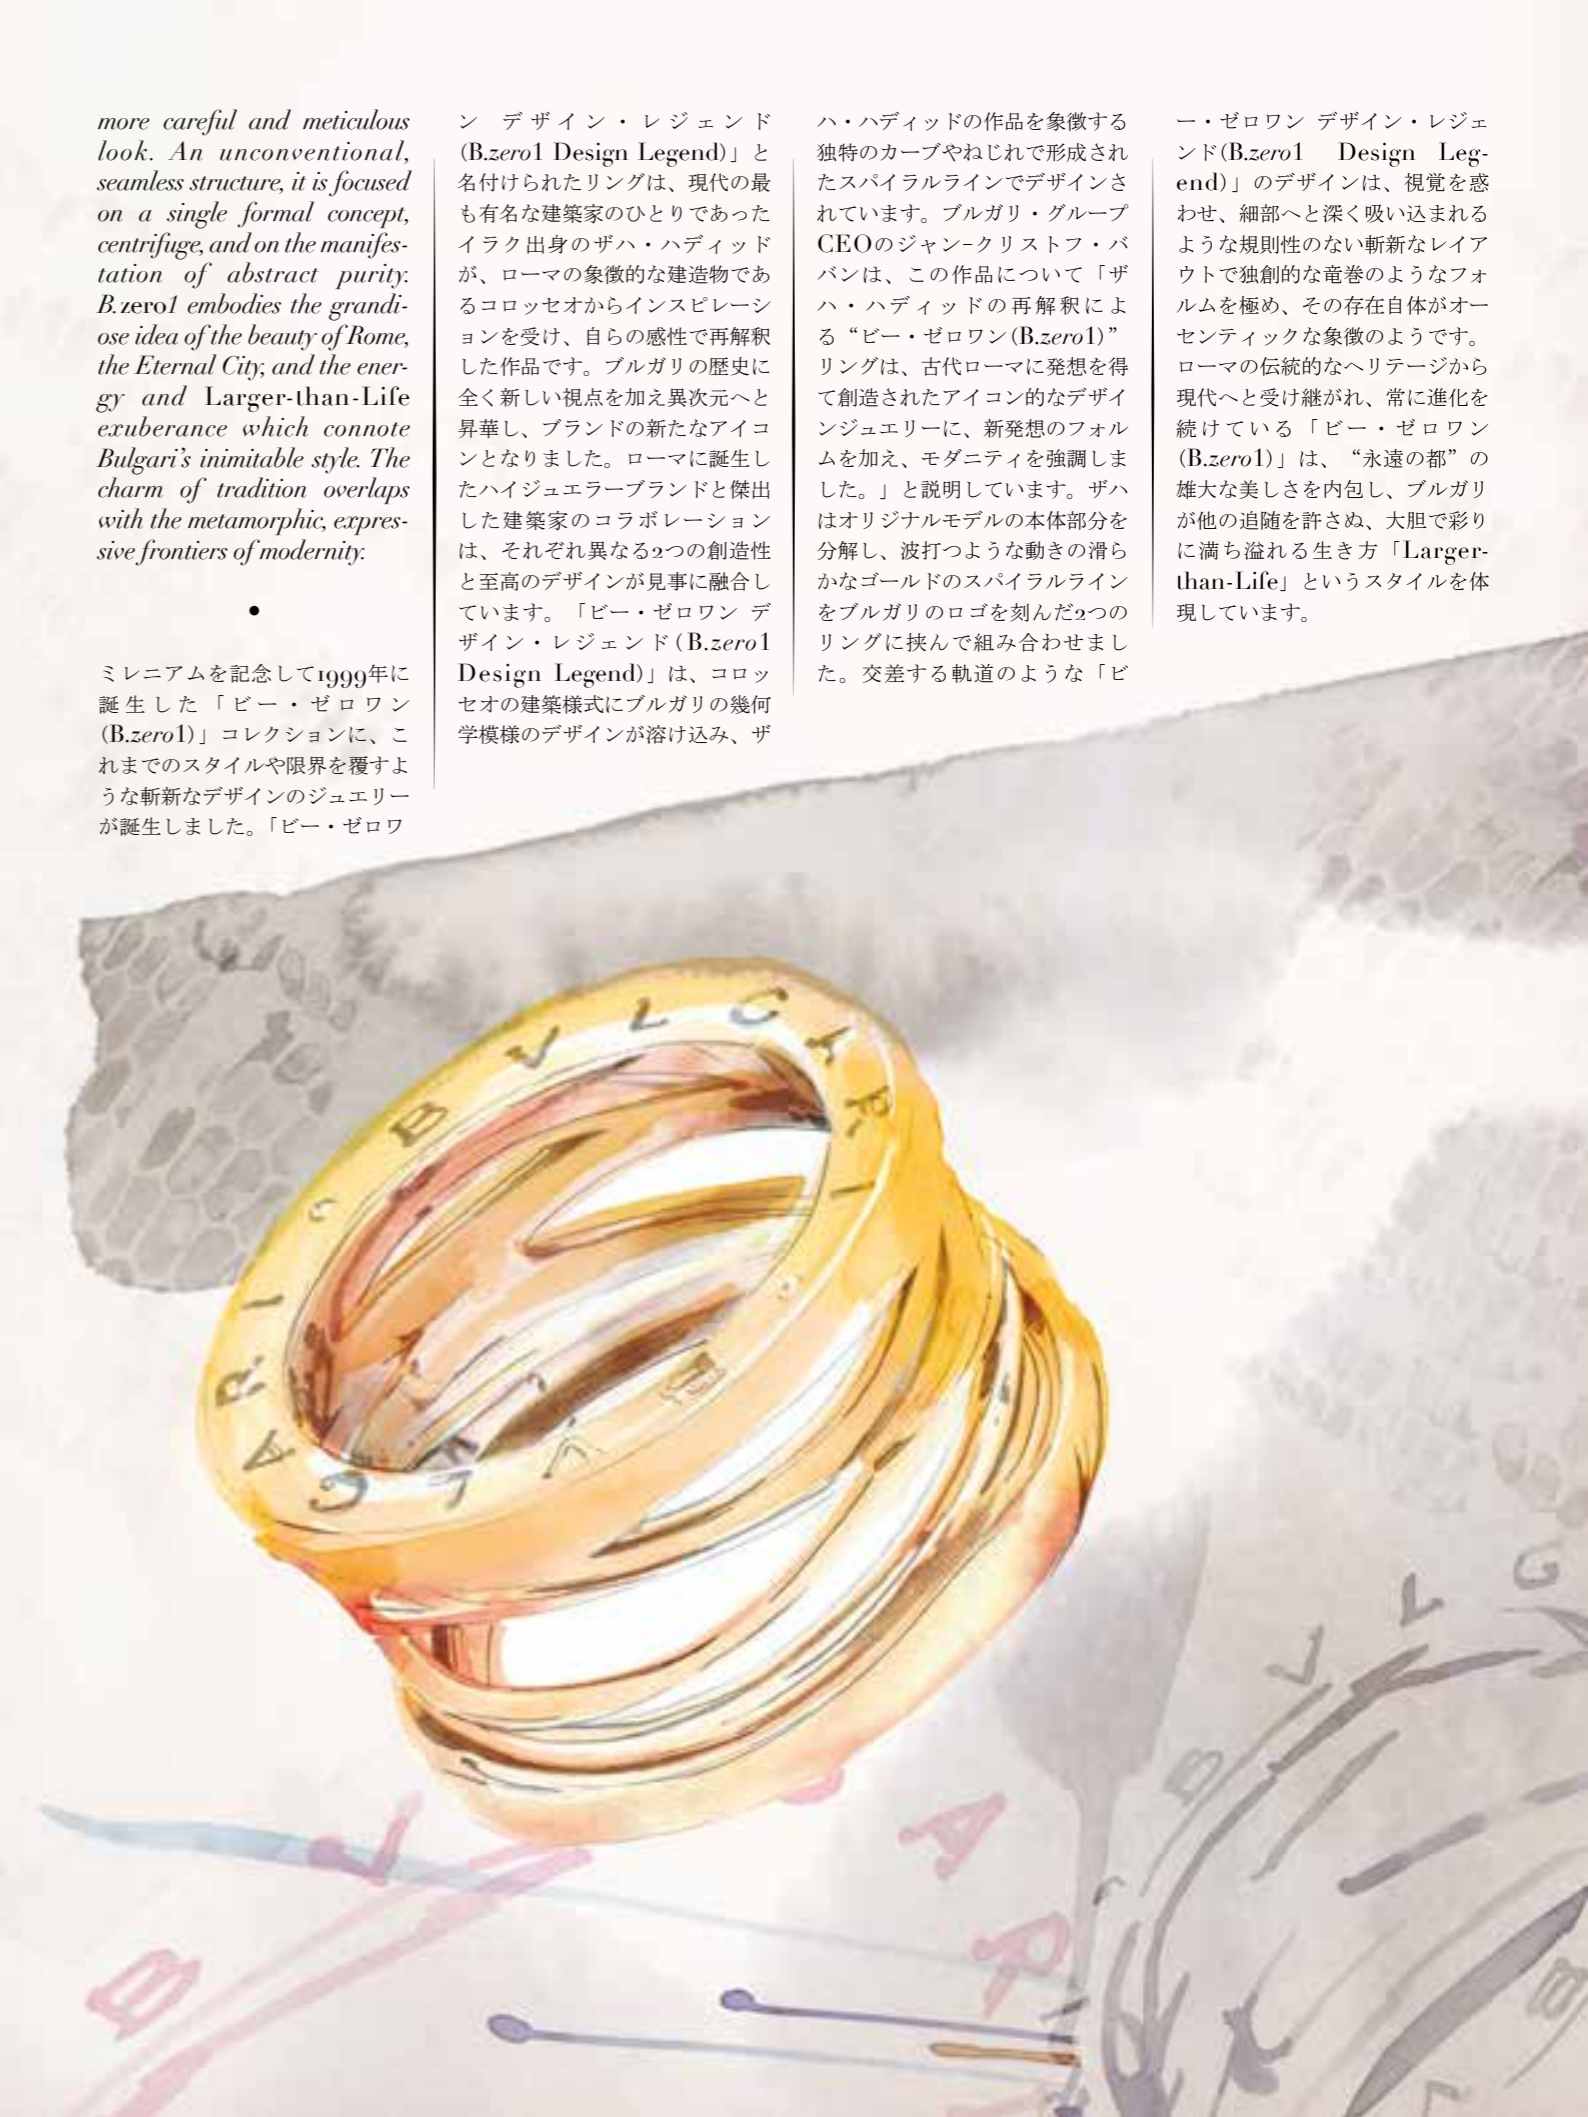 more careful and meticulous
look. An unconventional,
seamless structure, it is focused
on a single formal concept,
centrifuge, and on the manifes-
tation of abstract purity.
B.zero1 embodies the grandi-
ose idea of the beauty of Rome,
the Eternal City, and the ener-
gy and Larger-than-Life
exuberance which connote
Bulgari’s inimitable style. The
charm of tradition overlaps
with the metamorphic, expres-
sive frontiers of modernity.
•
ミレニアムを記念して1999年に
誕生した「ビー・ゼロワン
(B.zero1)」コレクションに、こ
れまでのスタイルや限界を覆すよ
うな斬新なデザインのジュエリー
が誕生しました。「ビー・ゼロワ
ン デザイン・レジェンド
(B.zero1 Design Legend)」と
名付けられたリングは、現代の最
も有名な建築家のひとりであった
イラク出身のザハ・ハディッド
が、ローマの象徴的な建造物であ
るコロッセオからインスピレーシ
ョンを受け、自らの感性で再解釈
した作品です。ブルガリの歴史に
全く新しい視点を加え異次元へと
昇華し、ブランドの新たなアイコ
ンとなりました。ローマに誕生し
たハイジュエラーブランドと傑出
した建築家のコラボレーション
は、それぞれ異なる2つの創造性
と至高のデザインが見事に融合し
ています。「ビー・ゼロワン デ
ザイン・レジェンド(B.zero1
Design Legend)」は、コロッ
セオの建築様式にブルガリの幾何
学模様のデザインが溶け込み、ザ
ハ・ハディッドの作品を象徴する
独特のカーブやねじれで形成され
たスパイラルラインでデザインさ
れています。ブルガリ・グループ
CEOのジャン-クリストフ・バ
バンは、この作品について「ザ
ハ・ハディッドの再解釈によ
る“ビー・ゼロワン(B.zero1)”
リングは、古代ローマに発想を得
て創造されたアイコン的なデザイ
ンジュエリーに、新発想のフォル
ムを加え、モダニティを強調しま
した。」と説明しています。ザハ
はオリジナルモデルの本体部分を
分解し、波打つような動きの滑ら
かなゴールドのスパイラルライン
をブルガリのロゴを刻んだ2つの
リングに挟んで組み合わせまし
た。交差する軌道のような「ビ
ー・ゼロワン デザイン・レジェ
ンド(B.zero1 Design Leg-
end)」のデザインは、視覚を惑
わせ、細部へと深く吸い込まれる
ような規則性のない斬新なレイア
ウトで独創的な竜巻のようなフォ
ルムを極め、その存在自体がオー
センティックな象徴のようです。
ローマの伝統的なヘリテージから
現代へと受け継がれ、常に進化を
続けている「ビー・ゼロワン
(B.zero1)」は、“永遠の都”の
雄大な美しさを内包し、ブルガリ
が他の追随を許さぬ、大胆で彩り
に満ち溢れる生き方「Larger-
than-Life」というスタイルを体
現しています。
BVLGARI
BVLGARI